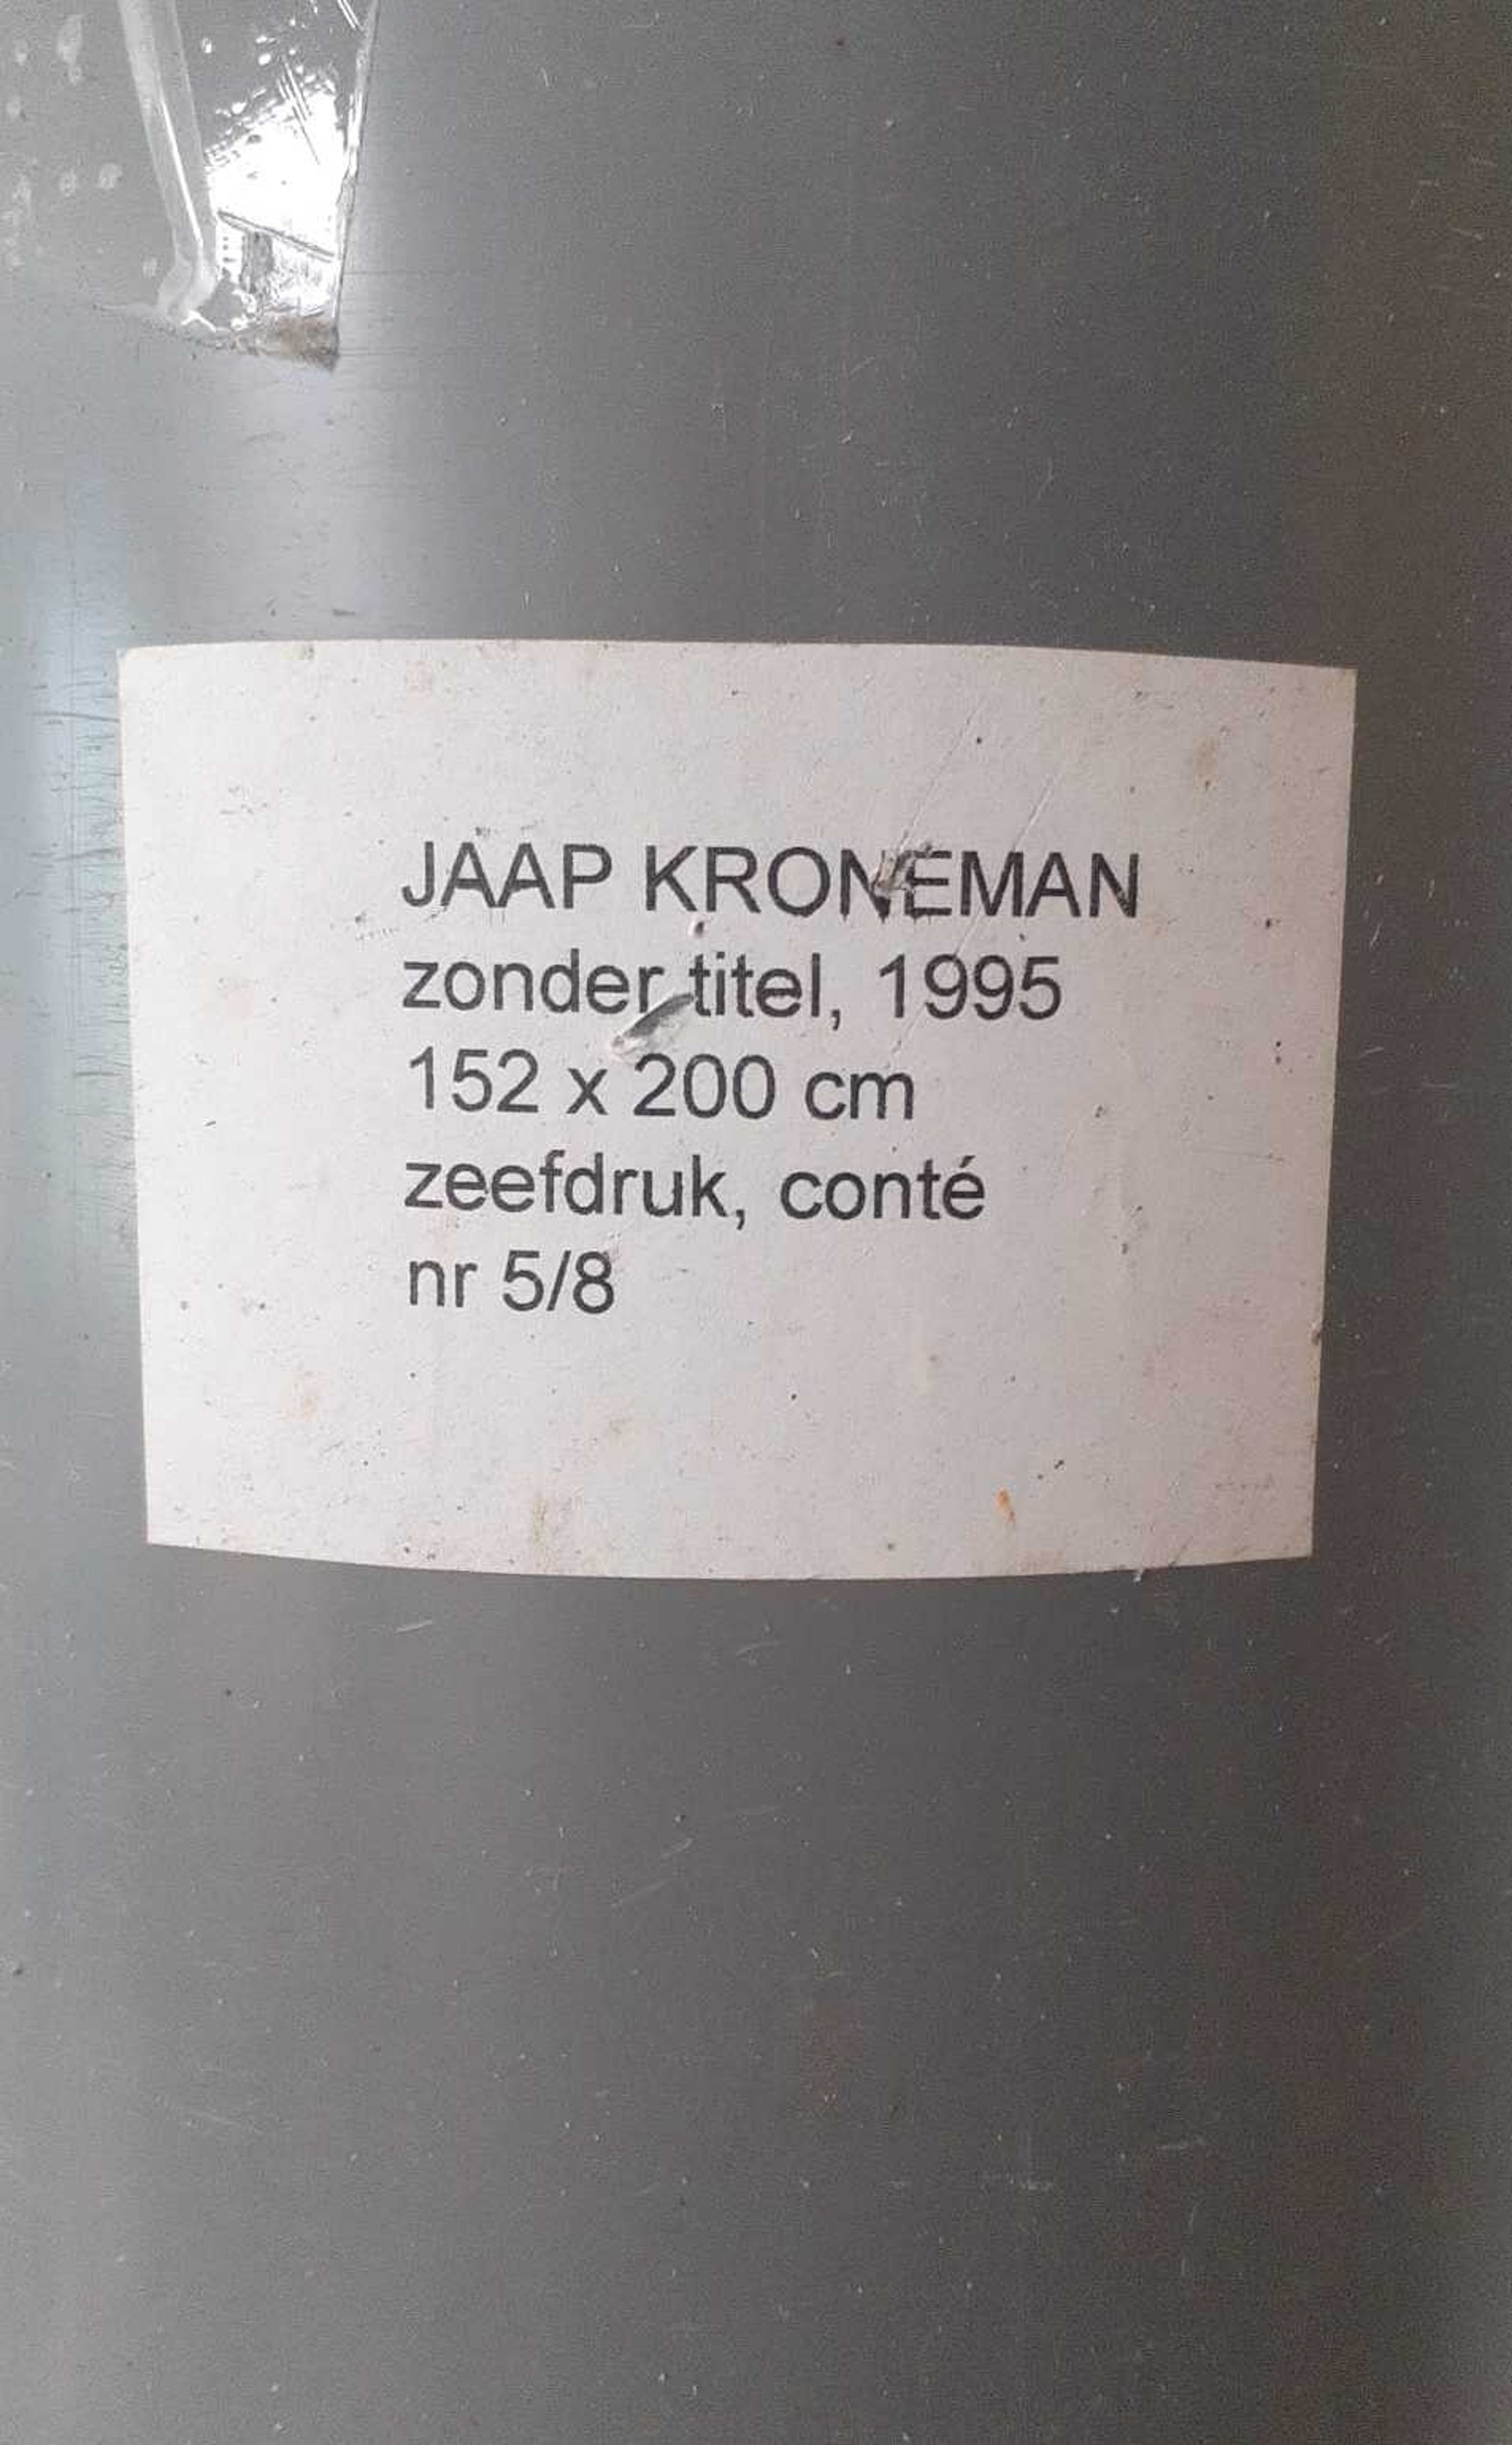 JAAP KRONEMAN
zonder titel, 1995
152 x 200 cm
zeefdruk, conté
nr 5/8